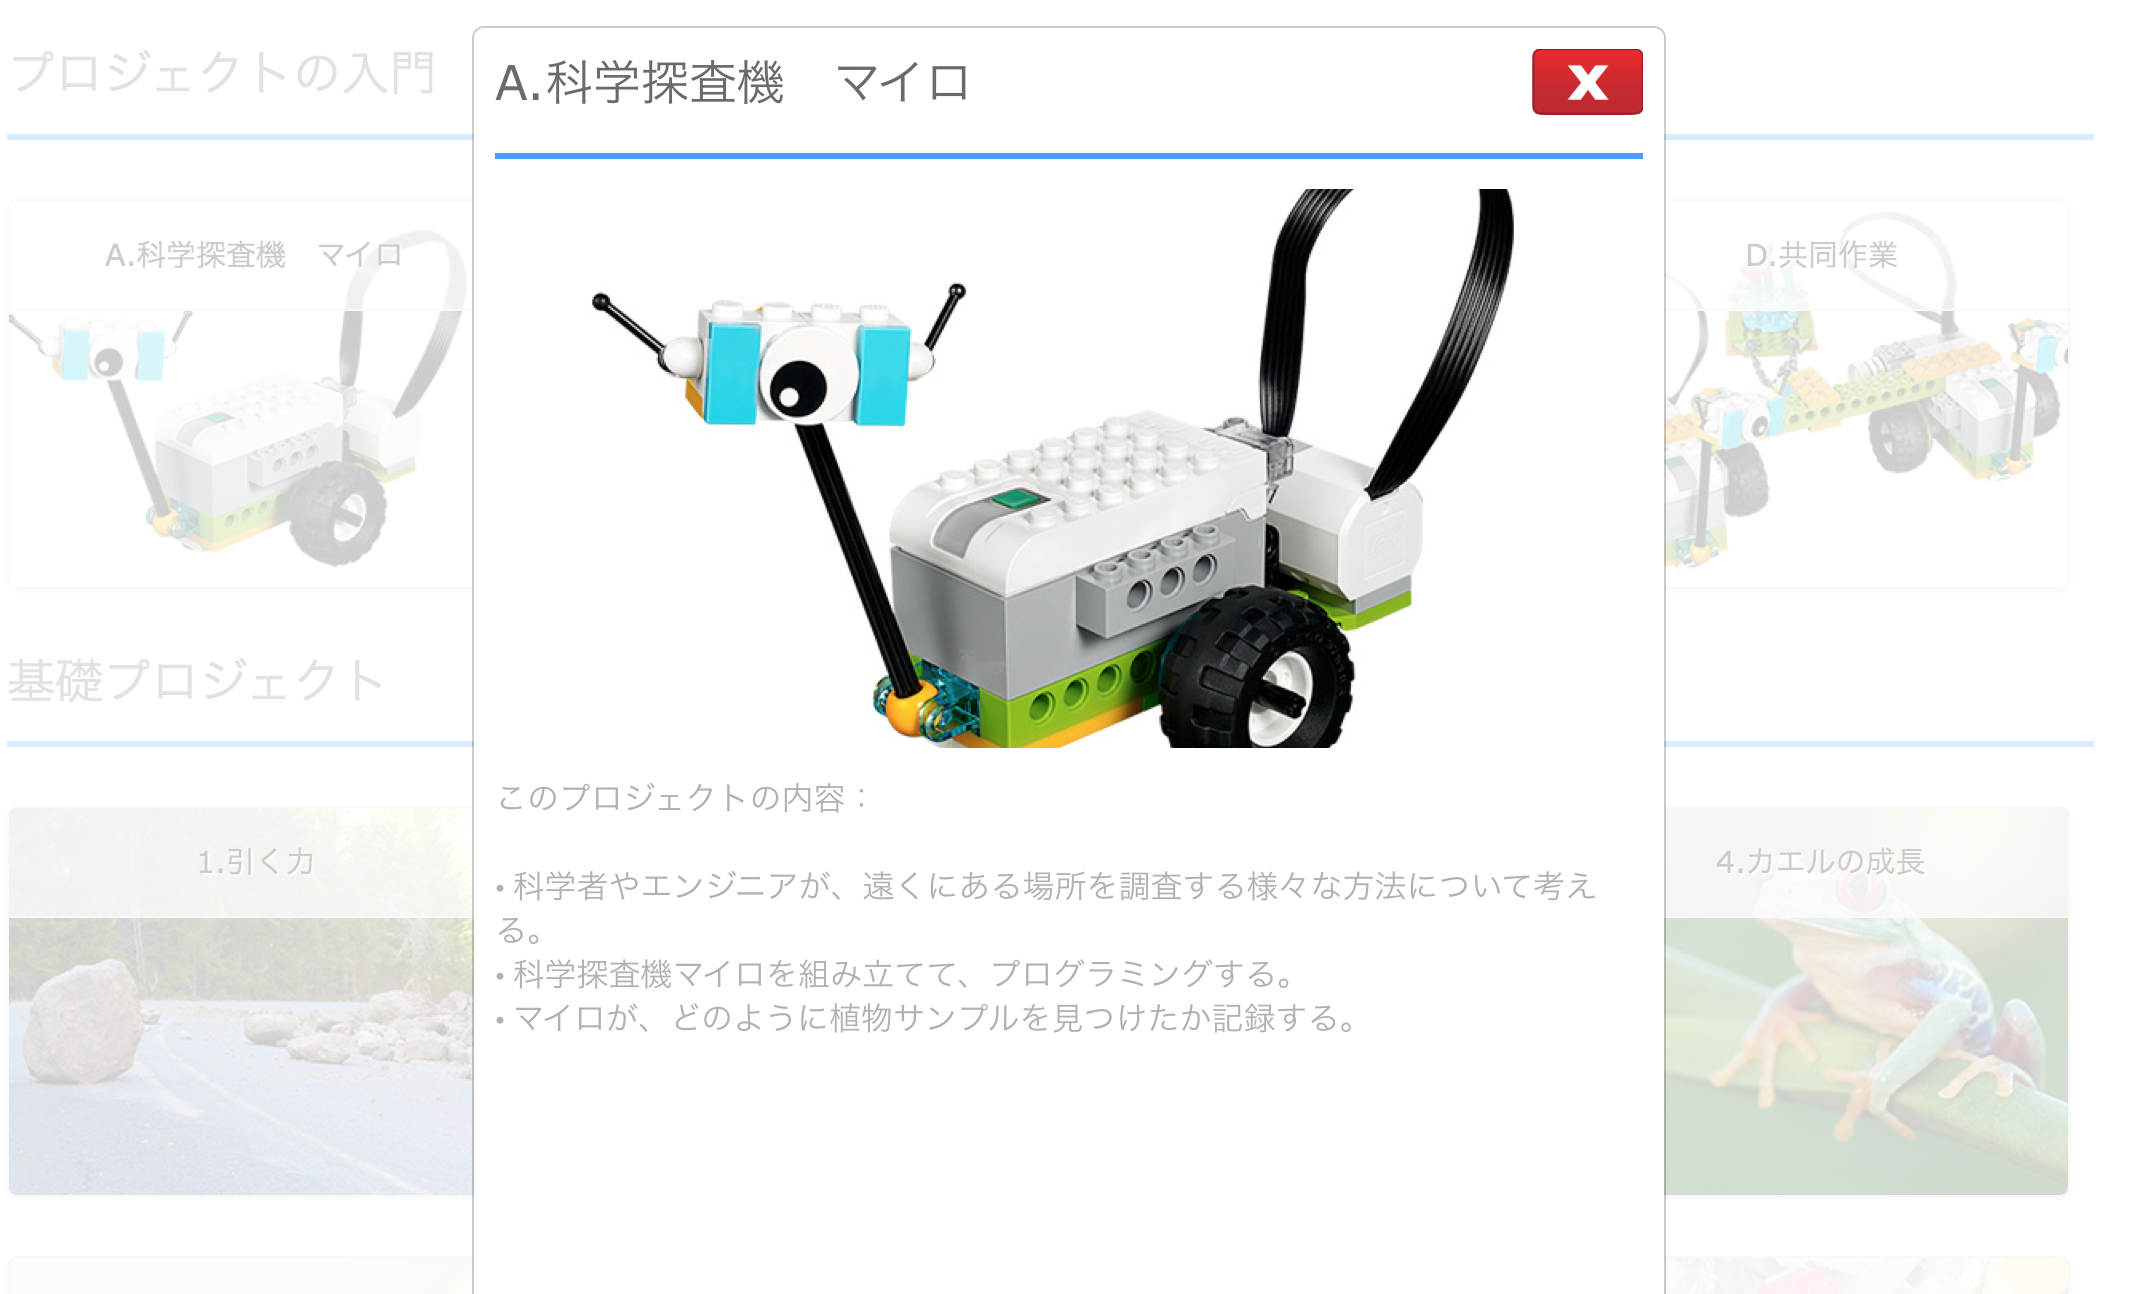 プロジェクトの入門
A.科学探査機　マイロ
X
A.科学探査機　マイロ
D.共同作業
基礎プロジェクト
このプロジェクトの内容：
1.引く力
4.カエルの成長
• 科学者やエンジニアが、遠くにある場所を調査する様々な方法について考え
る。
• 科学探査機マイロを組み立てて、プログラミングする。
• マイロが、どのように植物サンプルを見つけたか記録する。